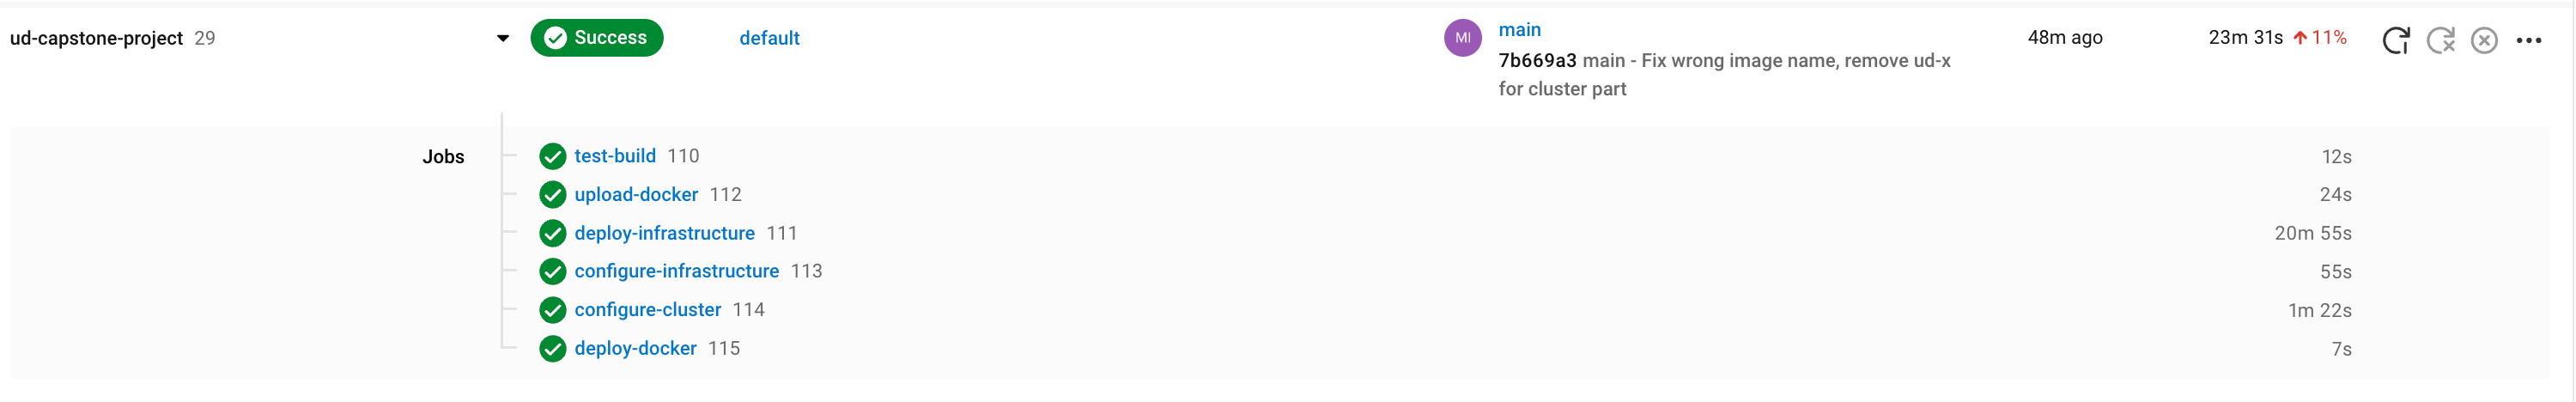 ud-capstone-project 29 Success default MI main 48m ago 23m 31s 11%
7b669a3 main - Fix wrong image name, remove ud-x
for cluster part
Jobs test-build 110 12s
upload-docker 112 24s
deploy-infrastructure 111 20m 55s
configure-infrastructure 113 55s
configure-cluster 114 1m 22s
deploy-docker 115 7s